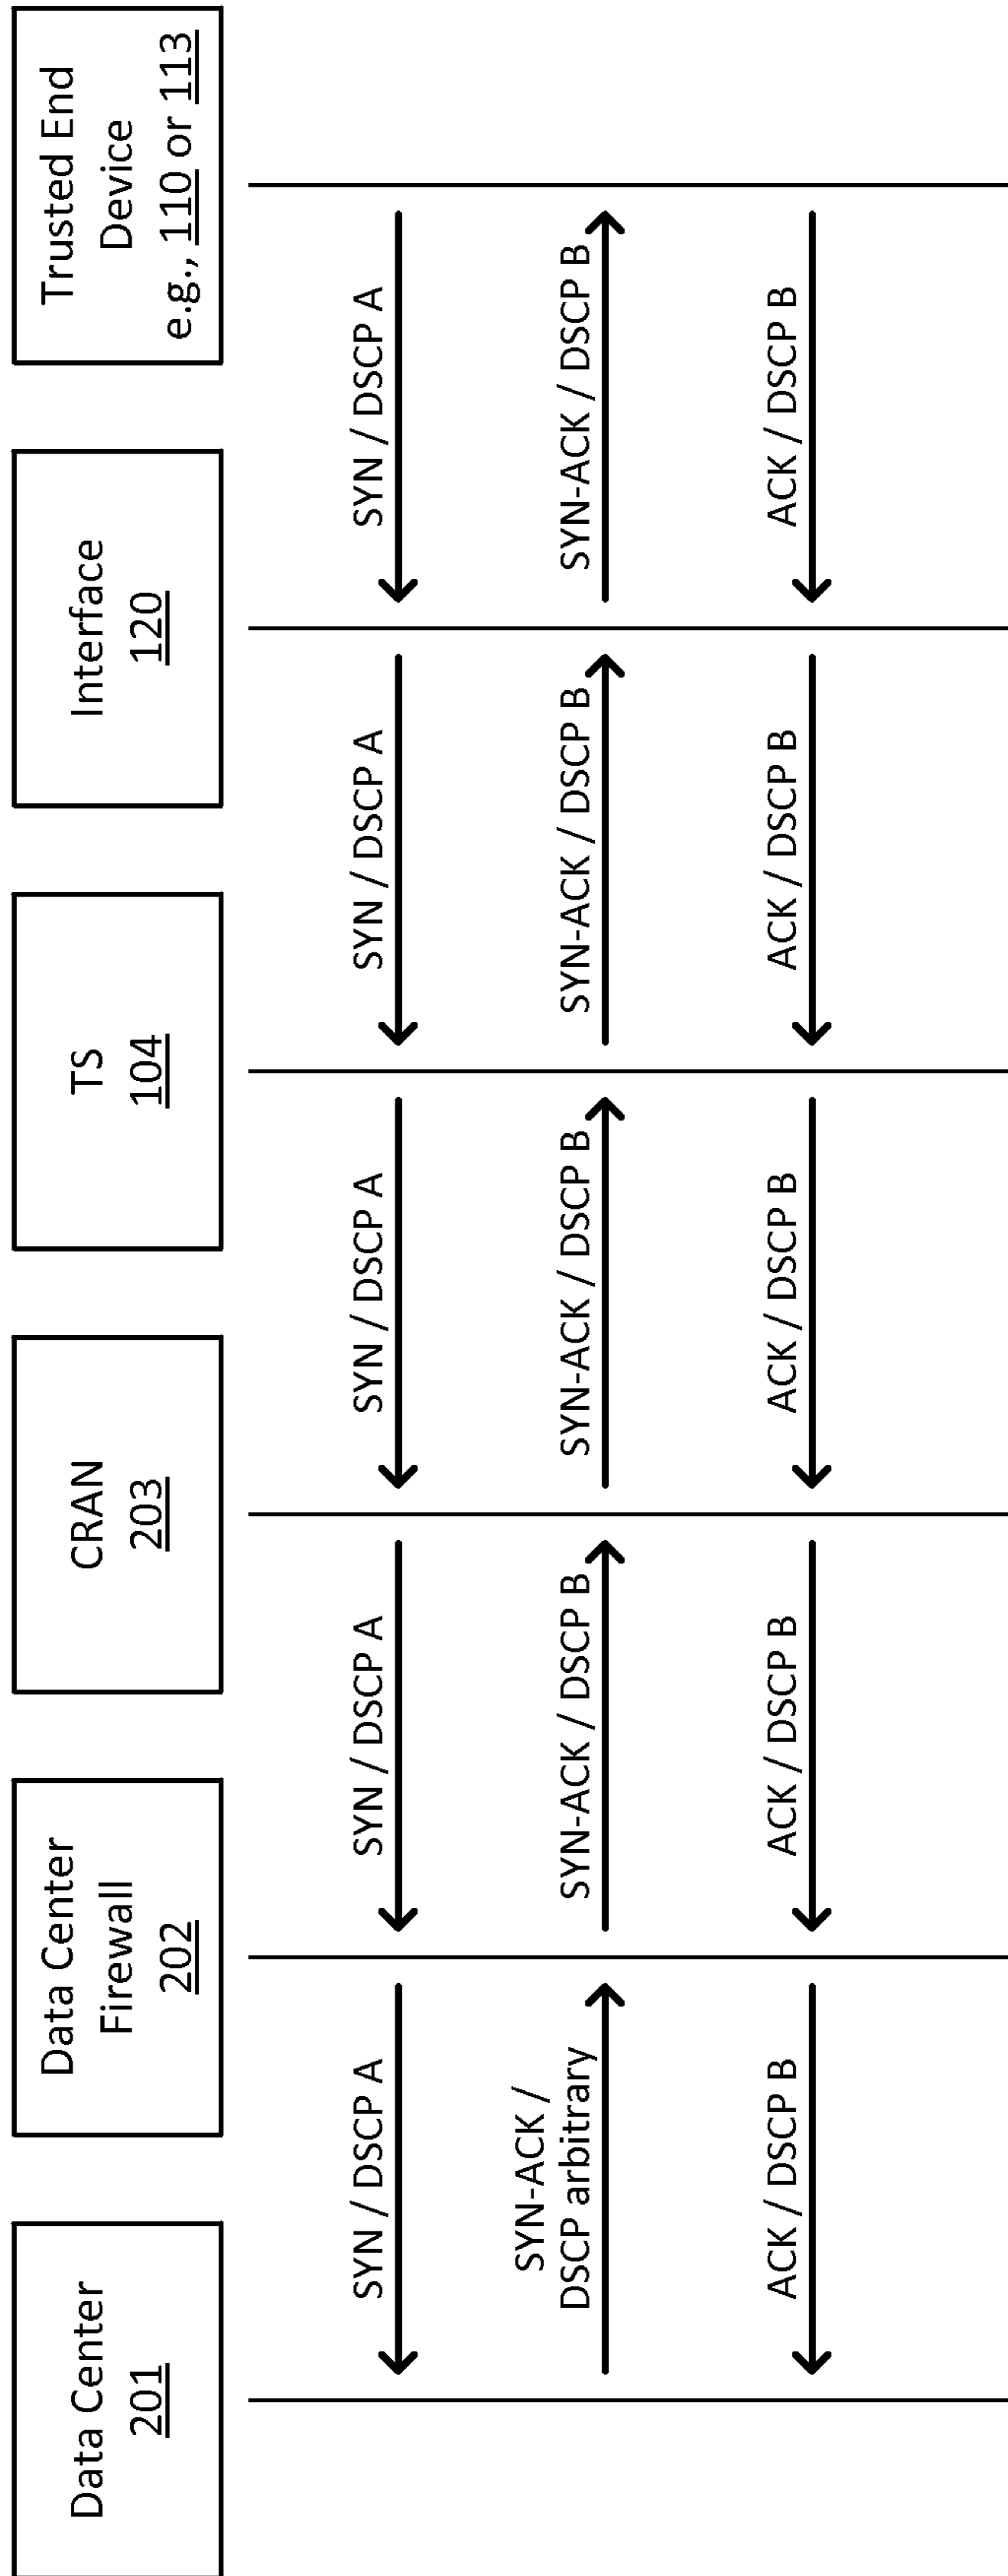 Data Center
201
Data Center
Firewall
202
CRAN
203
TS
104
Interface
120
Trusted End
Device
e.g., 110 or 113
SYN / DSCP A
SYN / DSCP A
SYN / DSCP A
SYN / DSCP A
SYN / DSCP A
SYN-ACK /
DSCP arbitrary
SYN-ACK / DSCP B
SYN-ACK / DSCP B
SYN-ACK / DSCP B
SYN-ACK / DSCP B
ACK / DSCP B
ACK / DSCP B
ACK / DSCP B
ACK / DSCP B
ACK / DSCP B